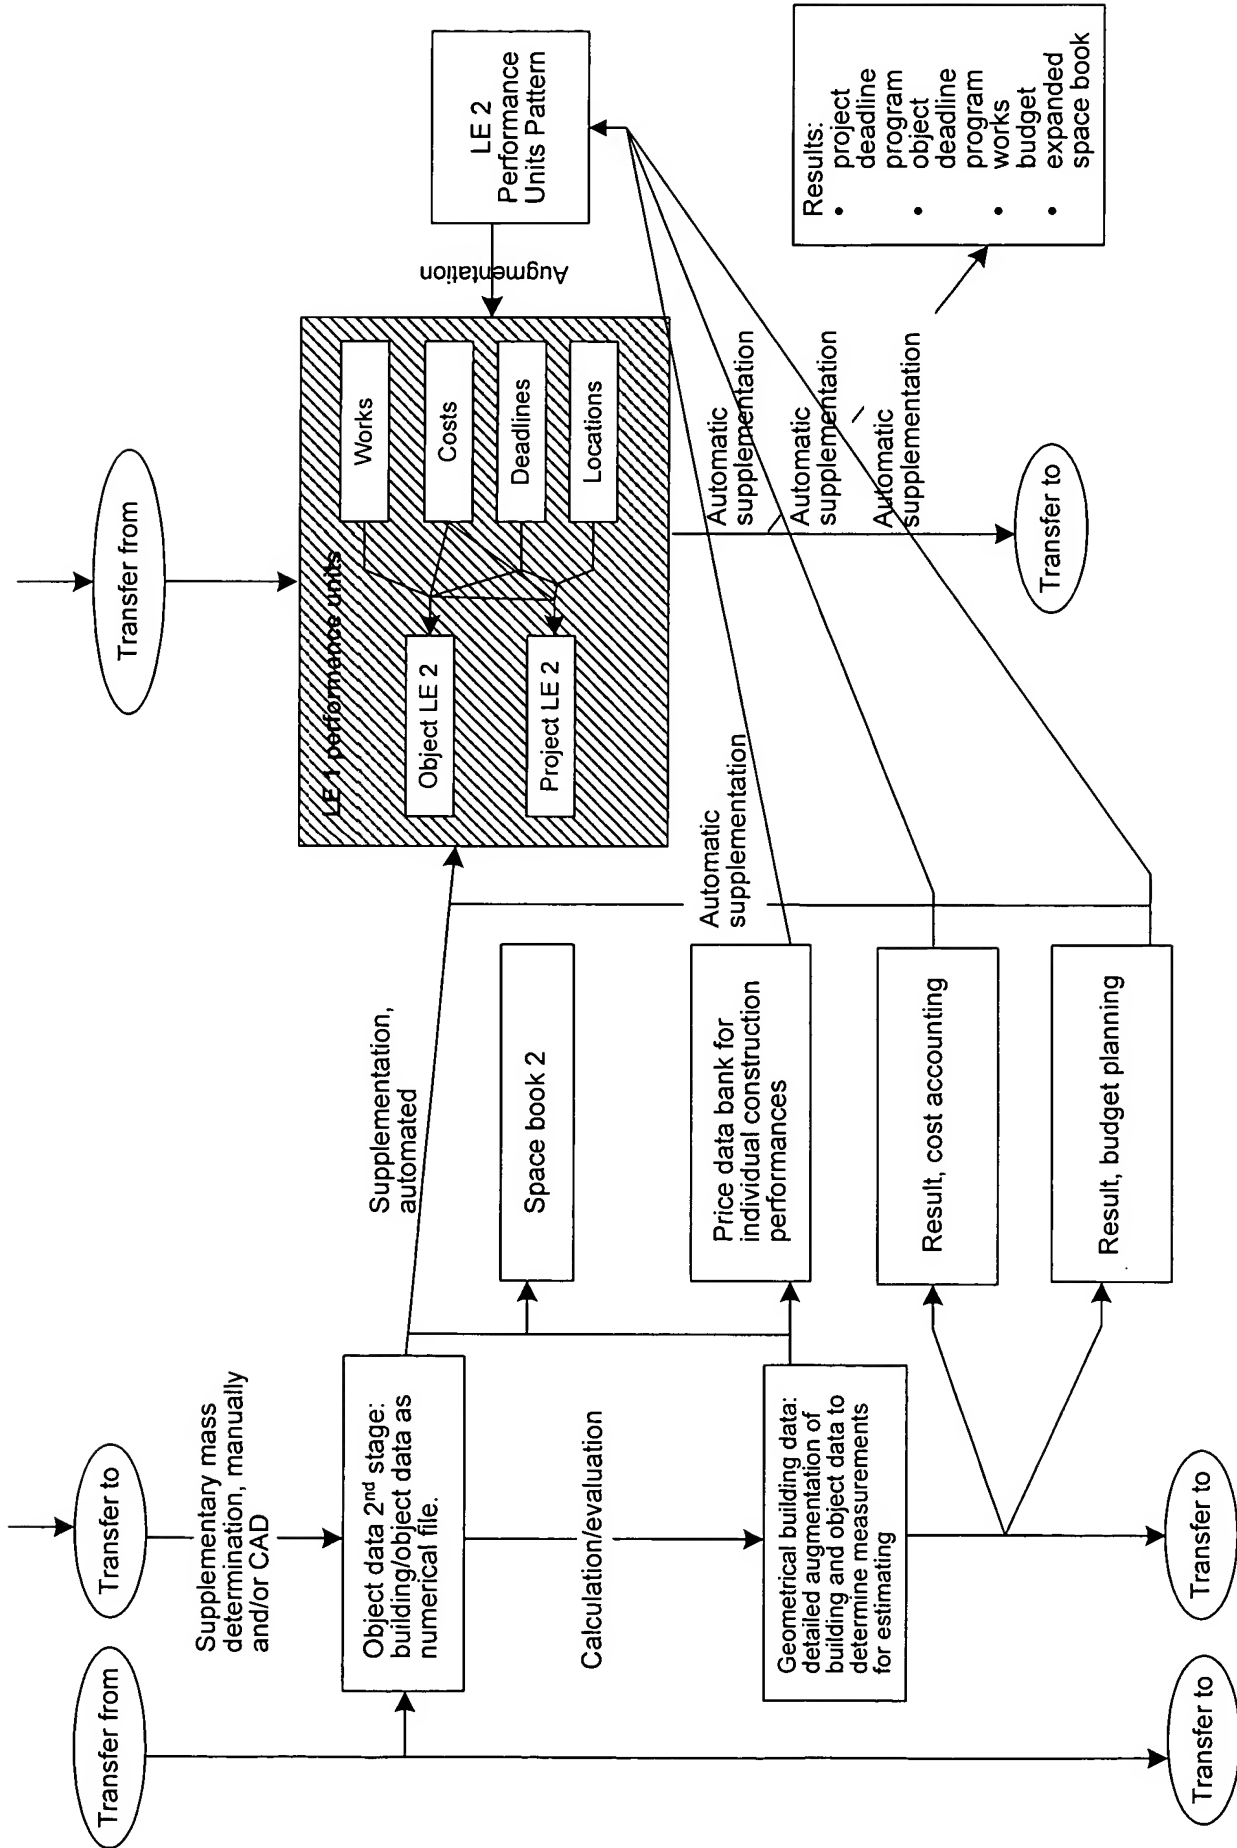 Transfer from
Transfer to
Supplementary mass
determination, manually
and/or CAD
Object data 2nd stage:
building/object data as
numerical file.
Calculation/evaluation
Geometrical building data:
detailed augmentation of
building and object data to
determine measurements
for estimating
Transfer to
Transfer to
Supplementation,
automated
Space book 2
Price data bank for
individual construction
performances
Result, cost accounting
Result, budget planning
Automatic
supplementation
Transfer from
LE 1 performance units
Object LE 2
Project LE 2
Works
Costs
Deadlines
Locations
Augmentation
LE 2
Performance
Units Pattern
Automatic
supplementation
Automatic
supplementation
Automatic
supplementation
Transfer to
Results:
• project
deadline
program
• object
deadline
program
• works
budget
• expanded
space book